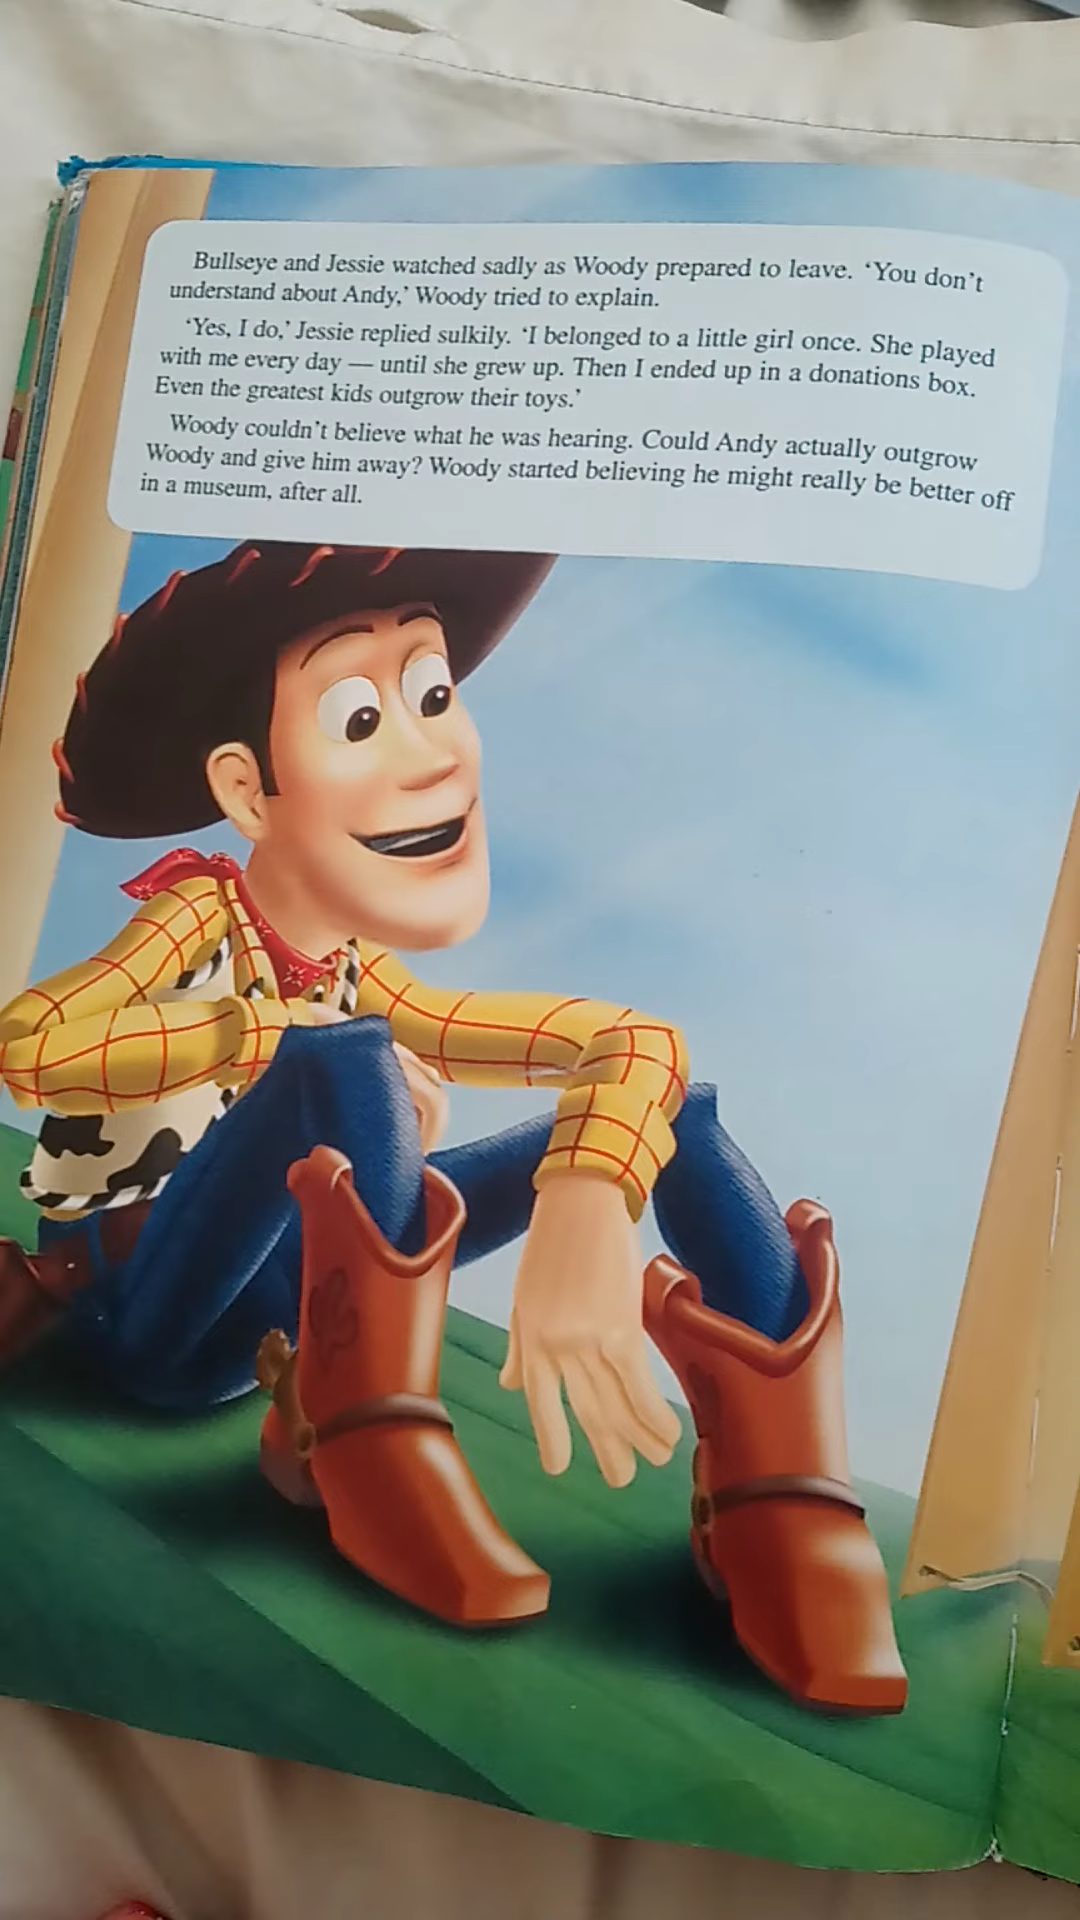 Bullseye and Jessie watched sadly as Woody prepared to leave. ‘You don’t
understand about Andy,’ Woody tried to explain.
‘Yes, I do,’ Jessie replied sulkily. ‘I belonged to a little girl once. She played
with me every day — until she grew up. Then I ended up in a donations box.
Even the greatest kids outgrow their toys.’
Woody couldn’t believe what he was hearing. Could Andy actually outgrow
Woody and give him away? Woody started believing he might really be better off
in a museum, after all.